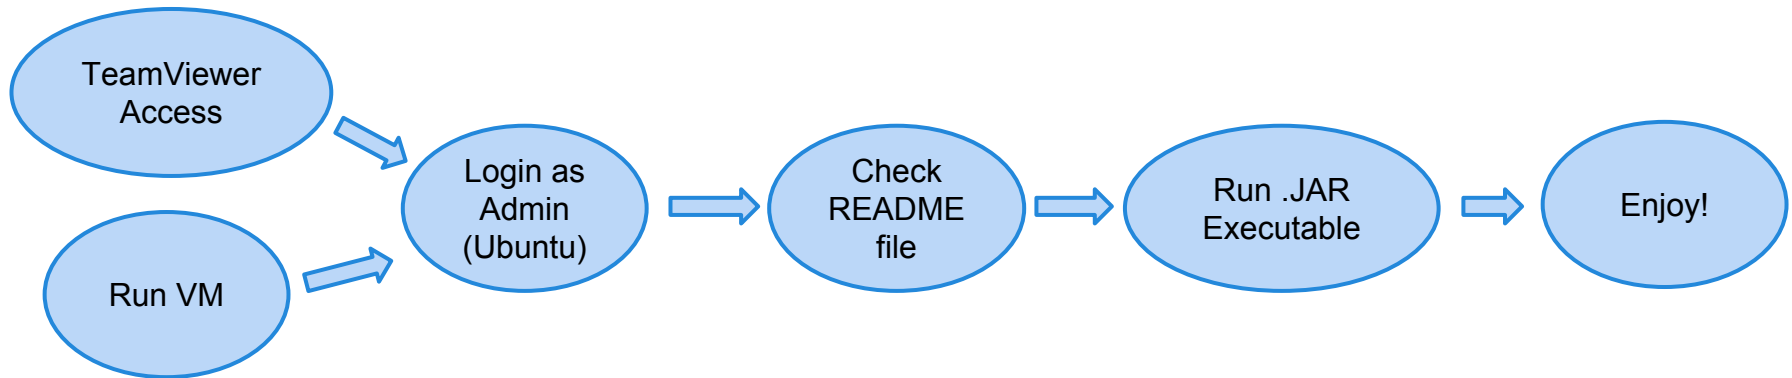 TeamViewer
Access
Run VM
Login as
Admin
(Ubuntu)
Check
README
file
Run .JAR
Executable
Enjoy!